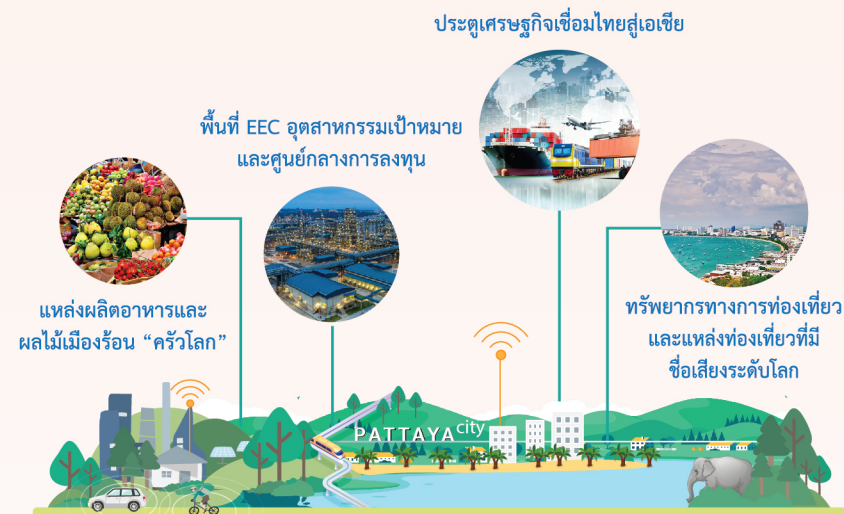 ประตูเศรษฐกิจเชื่อมไทยสู่เอเชีย
พื้นที่ EEC อุตสาหกรรมเป้าหมาย
และศูนย์กลางการลงทุน
แหล่งผลิตอาหารและ
ผลไม้เมืองร้อน “ครัวโลก”
ทรัพยากรทางการท่องเที่ยว
และแหล่งท่องเที่ยวที่มี
ชื่อเสียงระดับโลก
PATTAYA city